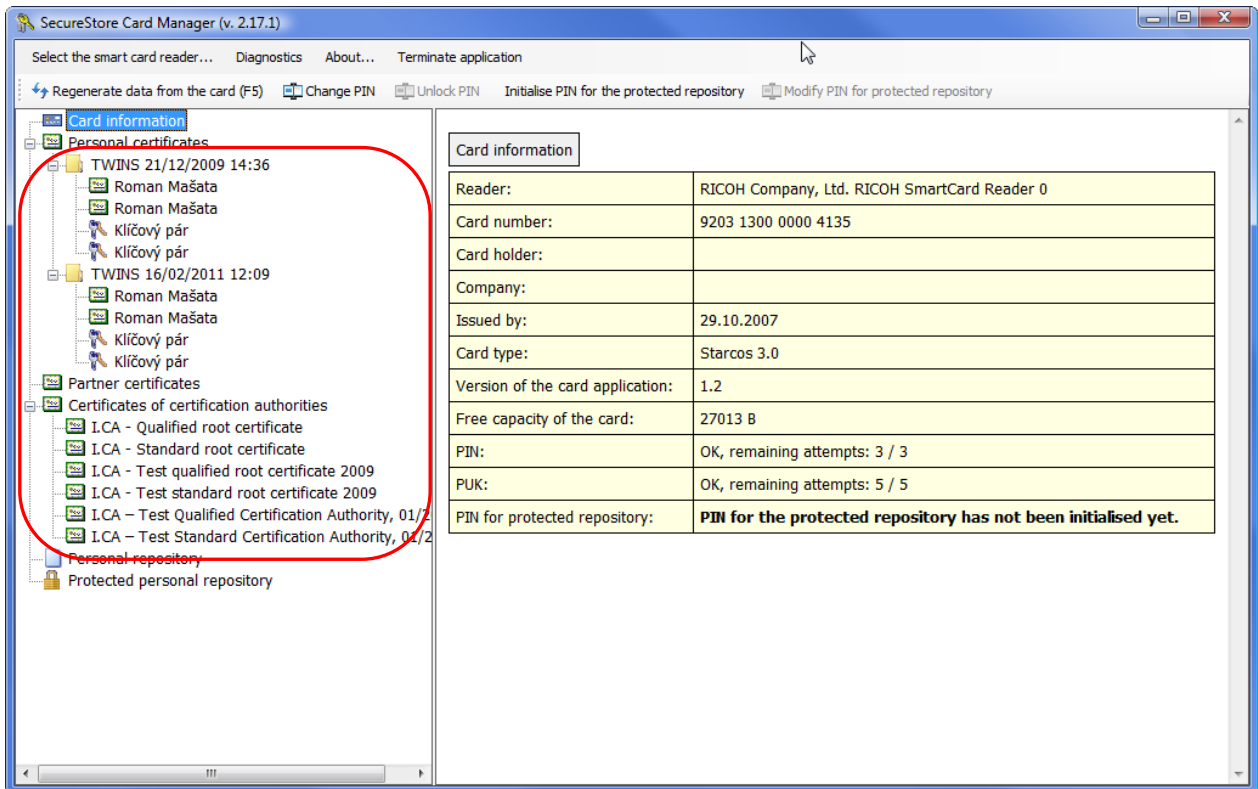 SecureStore Card Manager (v. 2.17.1)
Select the smart card reader... Diagnostics About... Terminate application
Regenerate data from the card (F5) Change PIN Unlock PIN Initialise PIN for the protected repository Modify PIN for protected repository
Card information
Personal certificates
TWINS 21/12/2009 14:36
Roman Mašata
Roman Mašata
Klíčový pár
Klíčový pár
TWINS 16/02/2011 12:09
Roman Mašata
Roman Mašata
Klíčový pár
Klíčový pár
Partner certificates
Certificates of certification authorities
I.CA - Qualified root certificate
I.CA - Standard root certificate
I.CA - Test qualified root certificate 2009
I.CA - Test standard root certificate 2009
I.CA – Test Qualified Certification Authority, 01/2
I.CA – Test Standard Certification Authority, 01/2
Personal repository
Protected personal repository
Card information
Reader: RICOH Company, Ltd. RICOH SmartCard Reader 0
Card number: 9203 1300 0000 4135
Card holder:
Company:
Issued by: 29.10.2007
Card type: Starcos 3.0
Version of the card application: 1.2
Free capacity of the card: 27013 B
PIN: OK, remaining attempts: 3 / 3
PUK: OK, remaining attempts: 5 / 5
PIN for protected repository: PIN for the protected repository has not been initialised yet.